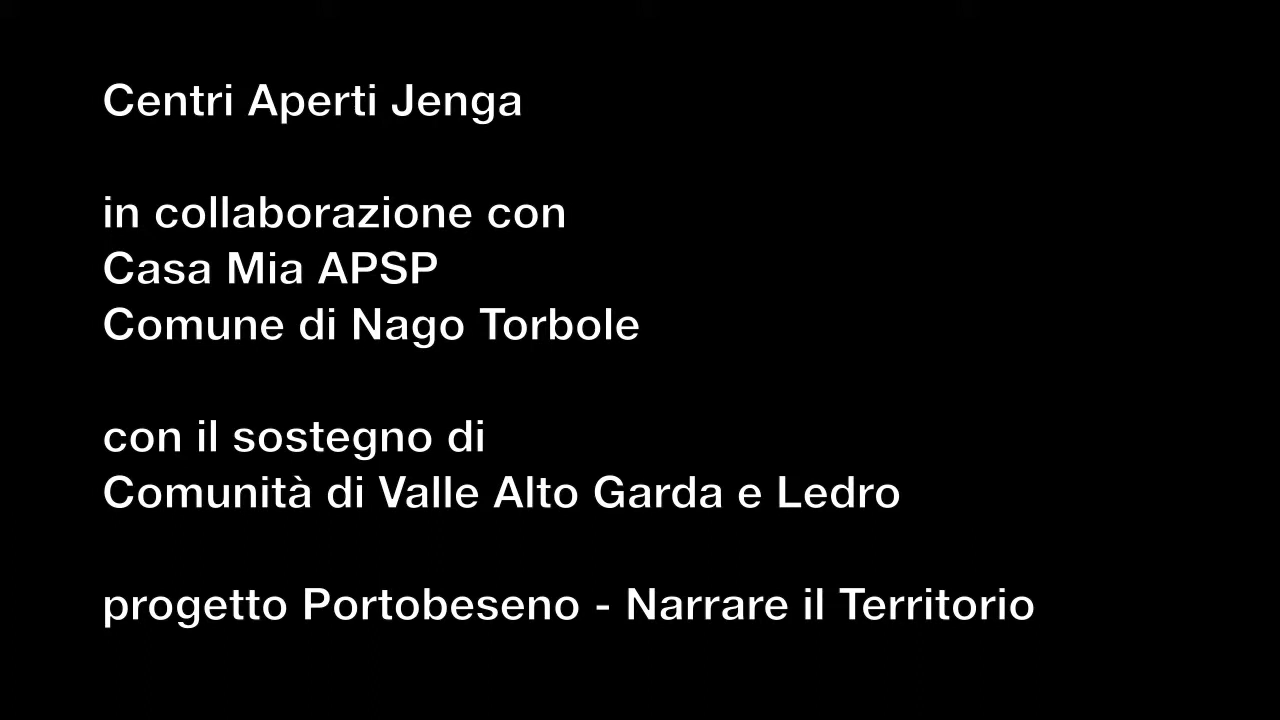 Centri Aperti Jenga
in collaborazione con
Casa Mia APSP
Comune di Nago Torbole
con il sostegno di
Comunità di Valle Alto Garda e Ledro
progetto Portobeseno - Narrare il Territorio